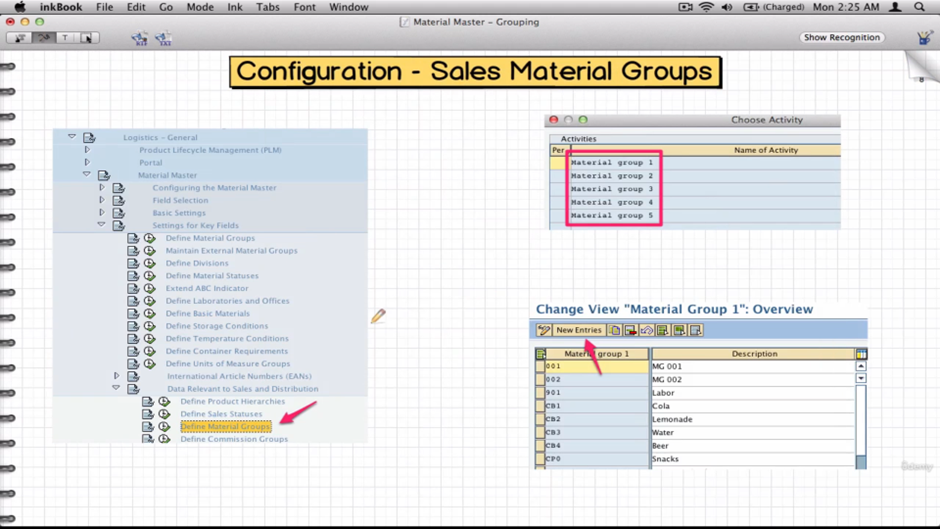 inkBook File Edit Go Mode Ink Tabs Font Window (Charged) Mon 2:25 AM
Material Master - Grouping
T Show Recognition
8
Configuration - Sales Material Groups
Logistics - General
Product Lifecycle Management (PLM)
Portal
Material Master
Configuring the Material Master
Field Selection
Basic Settings
Settings for Key Fields
Define Material Groups
Maintain External Material Groups
Define Divisions
Define Material Statuses
Extend ABC Indicator
Define Laboratories and Offices
Define Basic Materials
Define Storage Conditions
Define Temperature Conditions
Define Container Requirements
Define Units of Measure Groups
International Article Numbers (EANs)
Data Relevant to Sales and Distribution
Define Product Hierarchies
Define Sales Statuses
Define Material Groups
Define Commission Groups
Choose Activity
Activities
Per Name of Activity
Material group 1
Material group 2
Material group 3
Material group 4
Material group 5
Change View "Material Group 1": Overview
New Entries
Material group 1 Description
001 MG 001
002 MG 002
901 Labor
CB1 Cola
CB2 Lemonade
CB3 Water
CB4 Beer
CP0 Snacks
Udemy